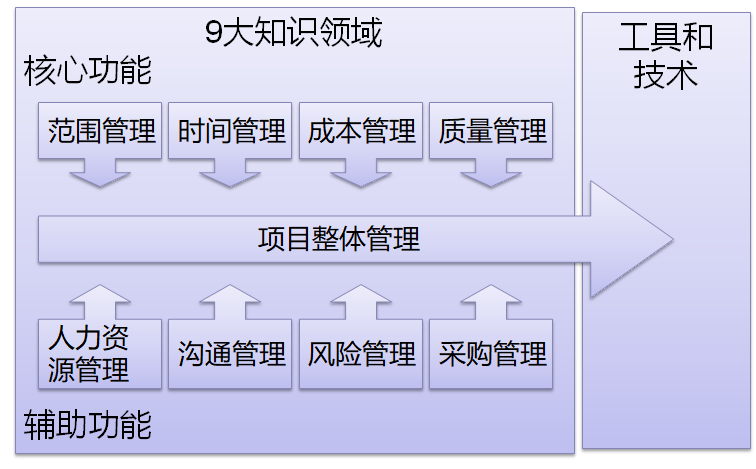 9大知识领域
核心功能
范围管理
时间管理
成本管理
质量管理
项目整体管理
人力资
源管理
沟通管理
风险管理
采购管理
辅助功能
工具和
技术